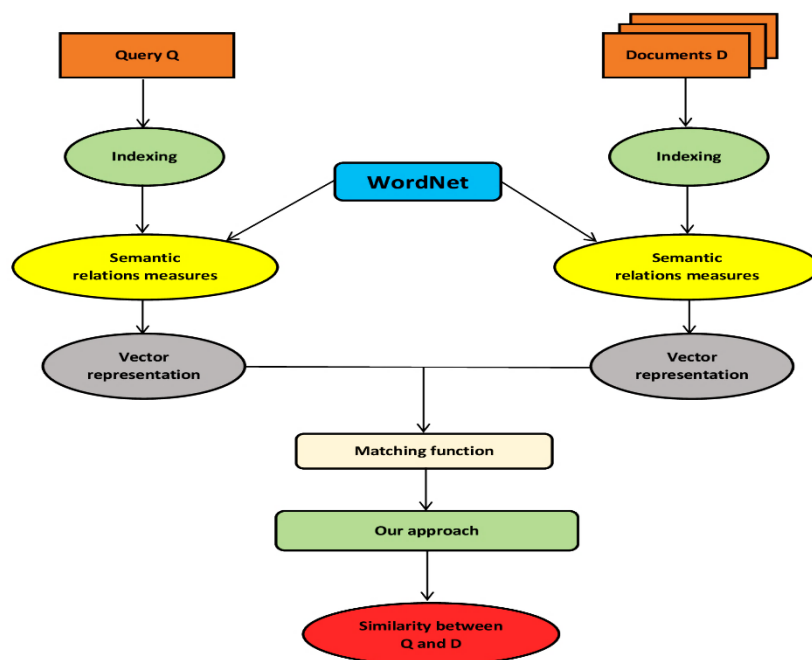 Query Q
Documents D
Indexing
Indexing
WordNet
Semantic
relations measures
Semantic
relations measures
Vector
representation
Vector
representation
Matching function
Our approach
Similarity between
Q and D